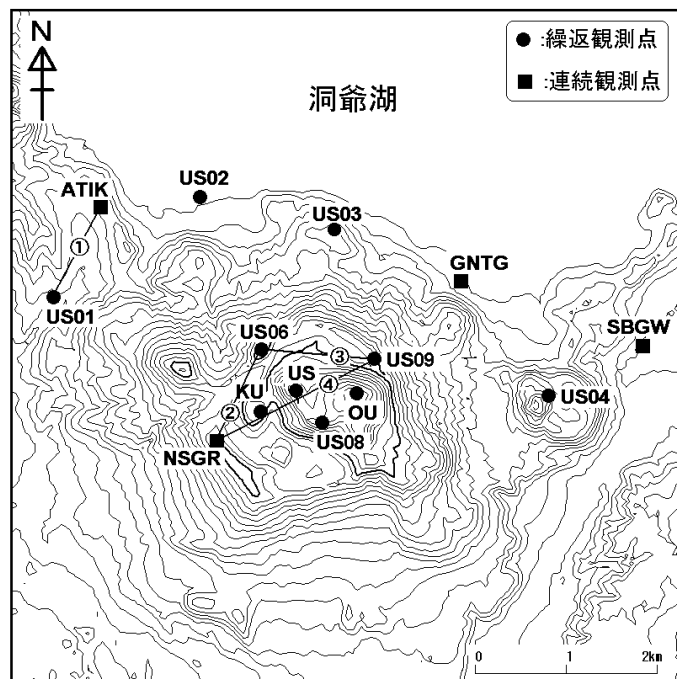 N
●:繰返観測点
■:連続観測点
洞爺湖
US02
ATIK
US03
①
GNTG
US01
SBGW
US06
③
US09
US
④
US04
KU
②
OU
US08
NSGR
0 1 2km